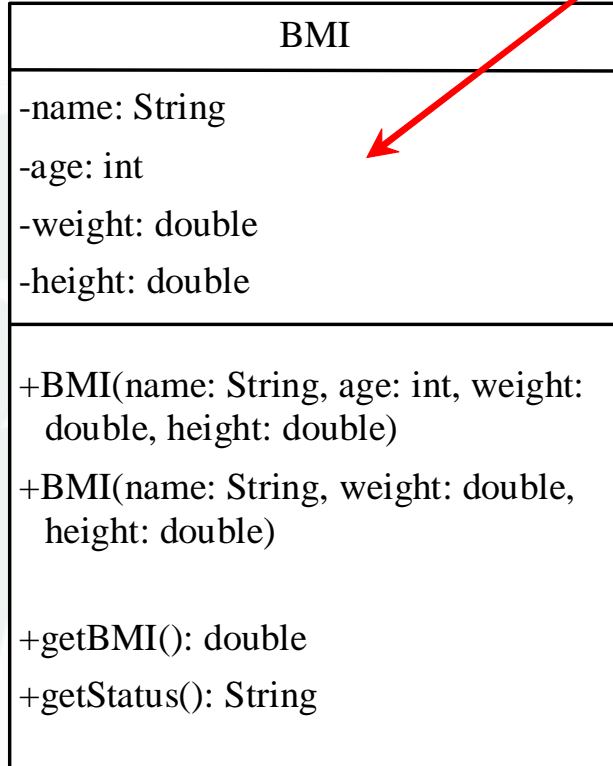 BMI
-name: String
-age: int
-weight: double
-height: double
+BMI(name: String, age: int, weight:
double, height: double)
+BMI(name: String, weight: double,
height: double)
+getBMI(): double
+getStatus(): String